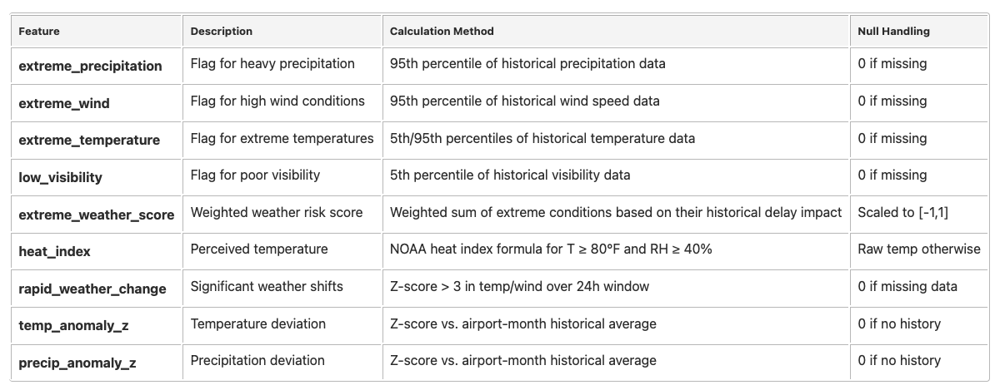 Feature Description Calculation Method Null Handling
extreme_precipitation Flag for heavy precipitation 95th percentile of historical precipitation data 0 if missing
extreme_wind Flag for high wind conditions 95th percentile of historical wind speed data 0 if missing
extreme_temperature Flag for extreme temperatures 5th/95th percentiles of historical temperature data 0 if missing
low_visibility Flag for poor visibility 5th percentile of historical visibility data 0 if missing
extreme_weather_score Weighted weather risk score Weighted sum of extreme conditions based on their historical delay impact Scaled to [-1,1]
heat_index Perceived temperature NOAA heat index formula for T ≥ 80°F and RH ≥ 40% Raw temp otherwise
rapid_weather_change Significant weather shifts Z-score > 3 in temp/wind over 24h window 0 if missing data
temp_anomaly_z Temperature deviation Z-score vs. airport-month historical average 0 if no history
precip_anomaly_z Precipitation deviation Z-score vs. airport-month historical average 0 if no history